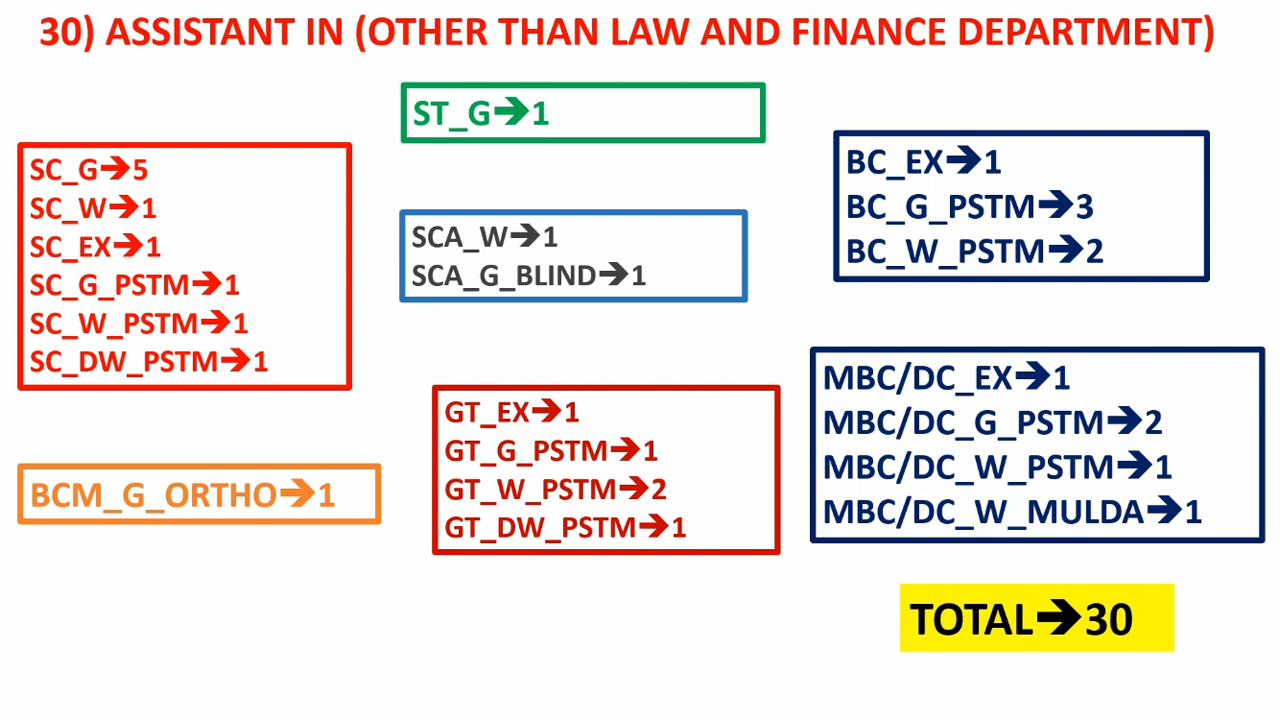 30) ASSISTANT IN (OTHER THAN LAW AND FINANCE DEPARTMENT)
ST_G➔1
SC_G➔5
SC_W➔1
SC_EX➔1
SC_G_PSTM➔1
SC_W_PSTM➔1
SC_DW_PSTM➔1
SCA_W➔1
SCA_G_BLIND➔1
BC_EX➔1
BC_G_PSTM➔3
BC_W_PSTM➔2
BCM_G_ORTHO➔1
GT_EX➔1
GT_G_PSTM➔1
GT_W_PSTM➔2
GT_DW_PSTM➔1
MBC/DC_EX➔1
MBC/DC_G_PSTM➔2
MBC/DC_W_PSTM➔1
MBC/DC_W_MULDA➔1
TOTAL➔30